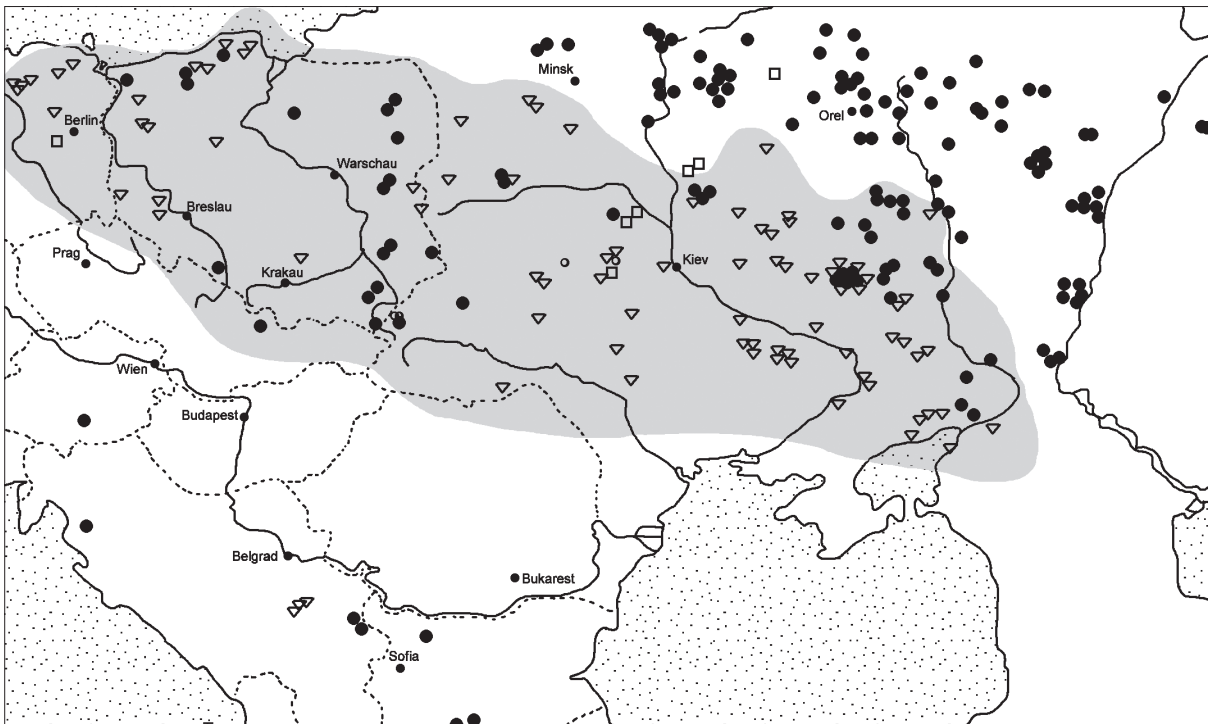 Minsk
Orel
Berlin
Warschau
Breslau
Prag
Krakau
Kiev
Wien
Budapest
Belgrad
Bukarest
Sofia